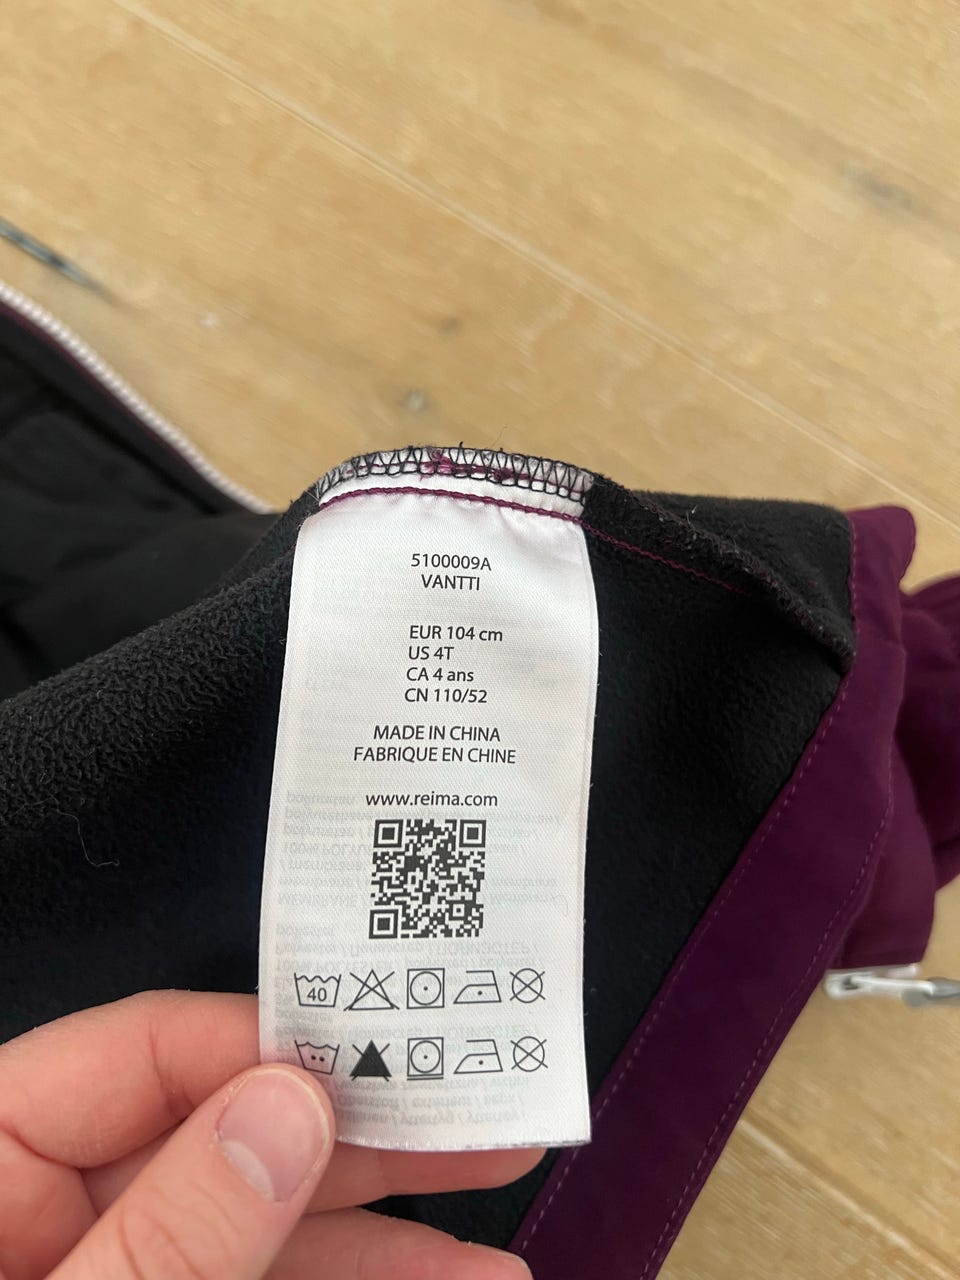 5100009A
VANTTI
EUR 104 cm
US 4T
CA 4 ans
CN 110/52
MADE IN CHINA
FABRIQUE EN CHINE
www.reima.com
40